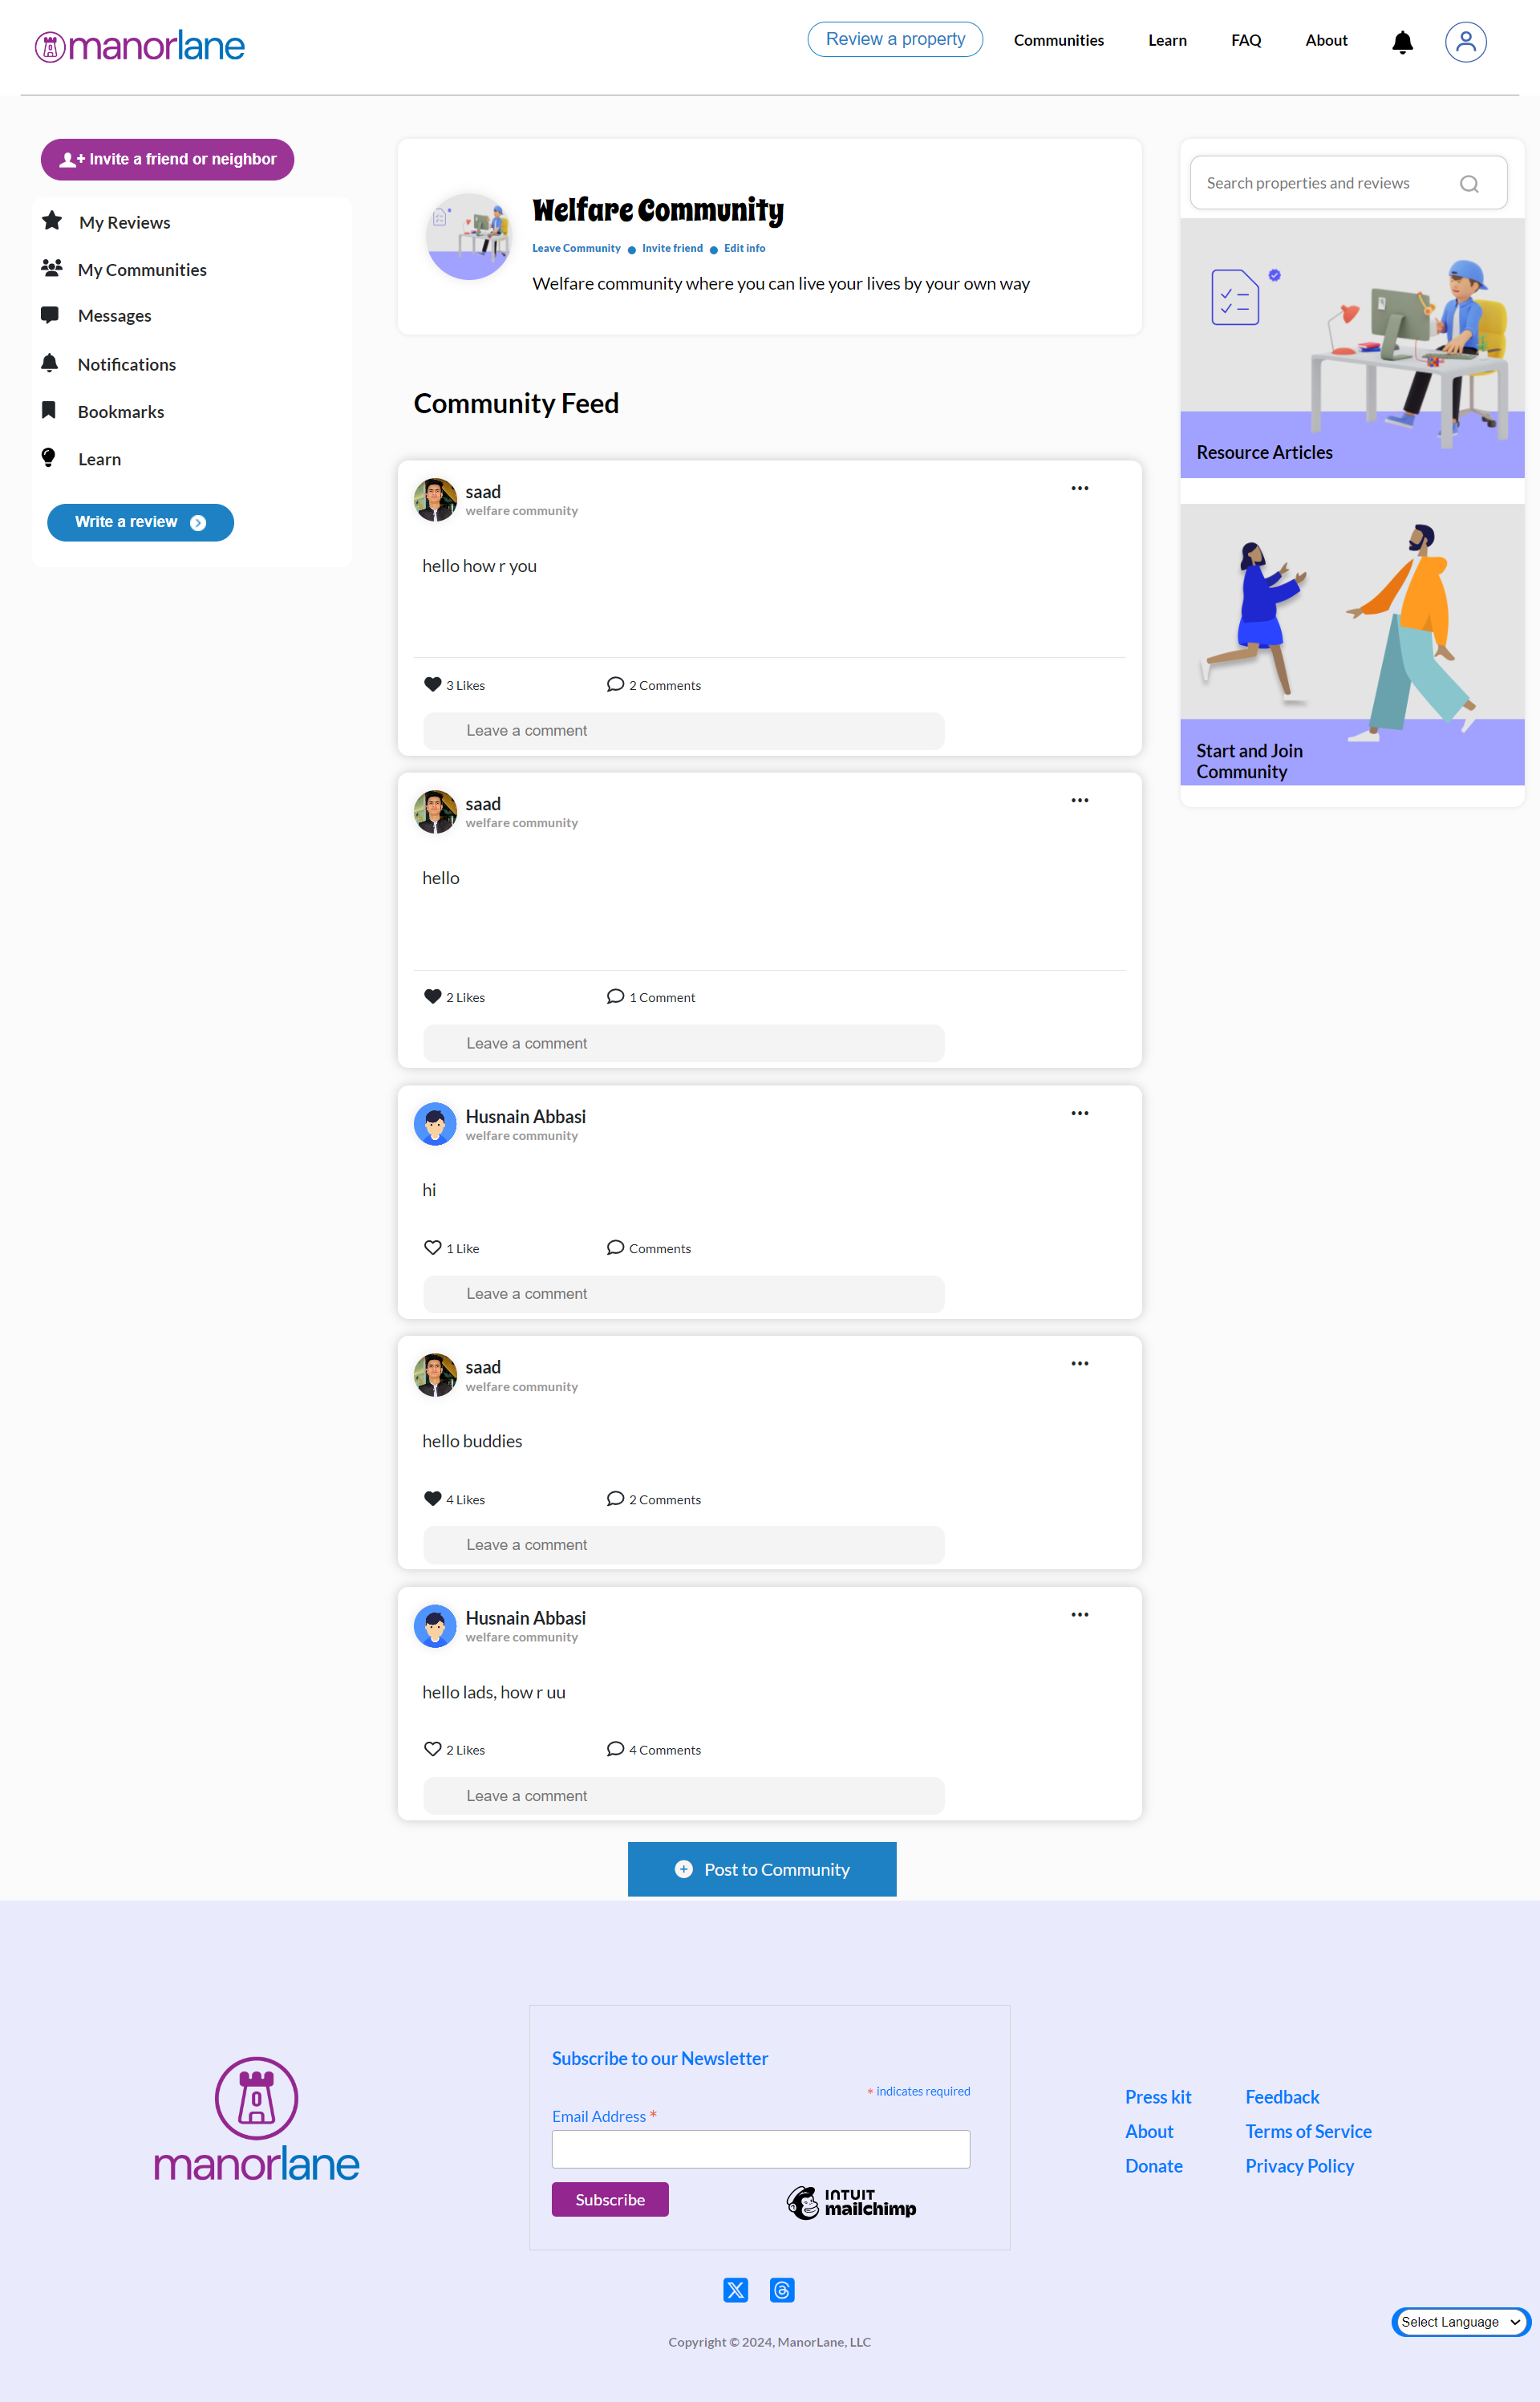 manorlane
Review a property
Communities
Learn
FAQ
About
Invite a friend or neighbor
My Reviews
My Communities
Messages
Notifications
Bookmarks
Learn
Write a review
Welfare Community
Leave Community ● Invite friend ● Edit info
Welfare community where you can live your lives by your own way
Community Feed
saad
welfare community
hello how r you
3 Likes
2 Comments
Leave a comment
saad
welfare community
hello
2 Likes
1 Comment
Leave a comment
Husnain Abbasi
welfare community
hi
1 Like
Comments
Leave a comment
saad
welfare community
hello buddies
4 Likes
2 Comments
Leave a comment
Husnain Abbasi
welfare community
hello lads, how r uu
2 Likes
4 Comments
Leave a comment
Post to Community
Search properties and reviews
Resource Articles
Start and Join
Community
manorlane
Subscribe to our Newsletter
* indicates required
Email Address *
Subscribe
INTUIT
mailchimp
Press kit
Feedback
About
Terms of Service
Donate
Privacy Policy
Copyright © 2024, ManorLane, LLC
Select Language